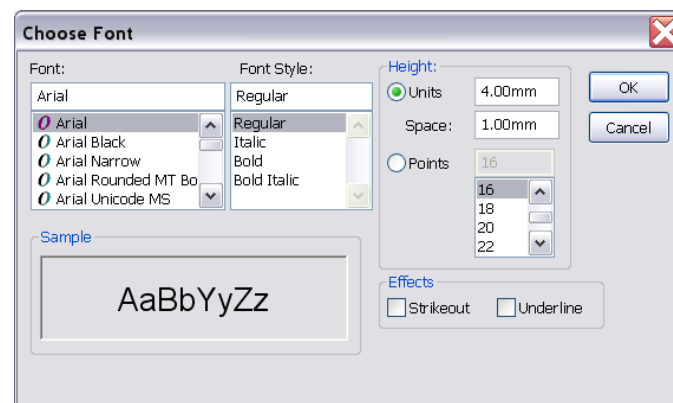 Choose Font
Font:
Arial
Arial
Arial Black
Arial Narrow
Arial Rounded MT Bo
Arial Unicode MS
Font Style:
Regular
Regular
Italic
Bold
Bold Italic
Height:
Units 4.00mm
Space: 1.00mm
Points 16
16
18
20
22
OK
Cancel
Sample
AaBbYyZz
Effects
Strikeout Underline